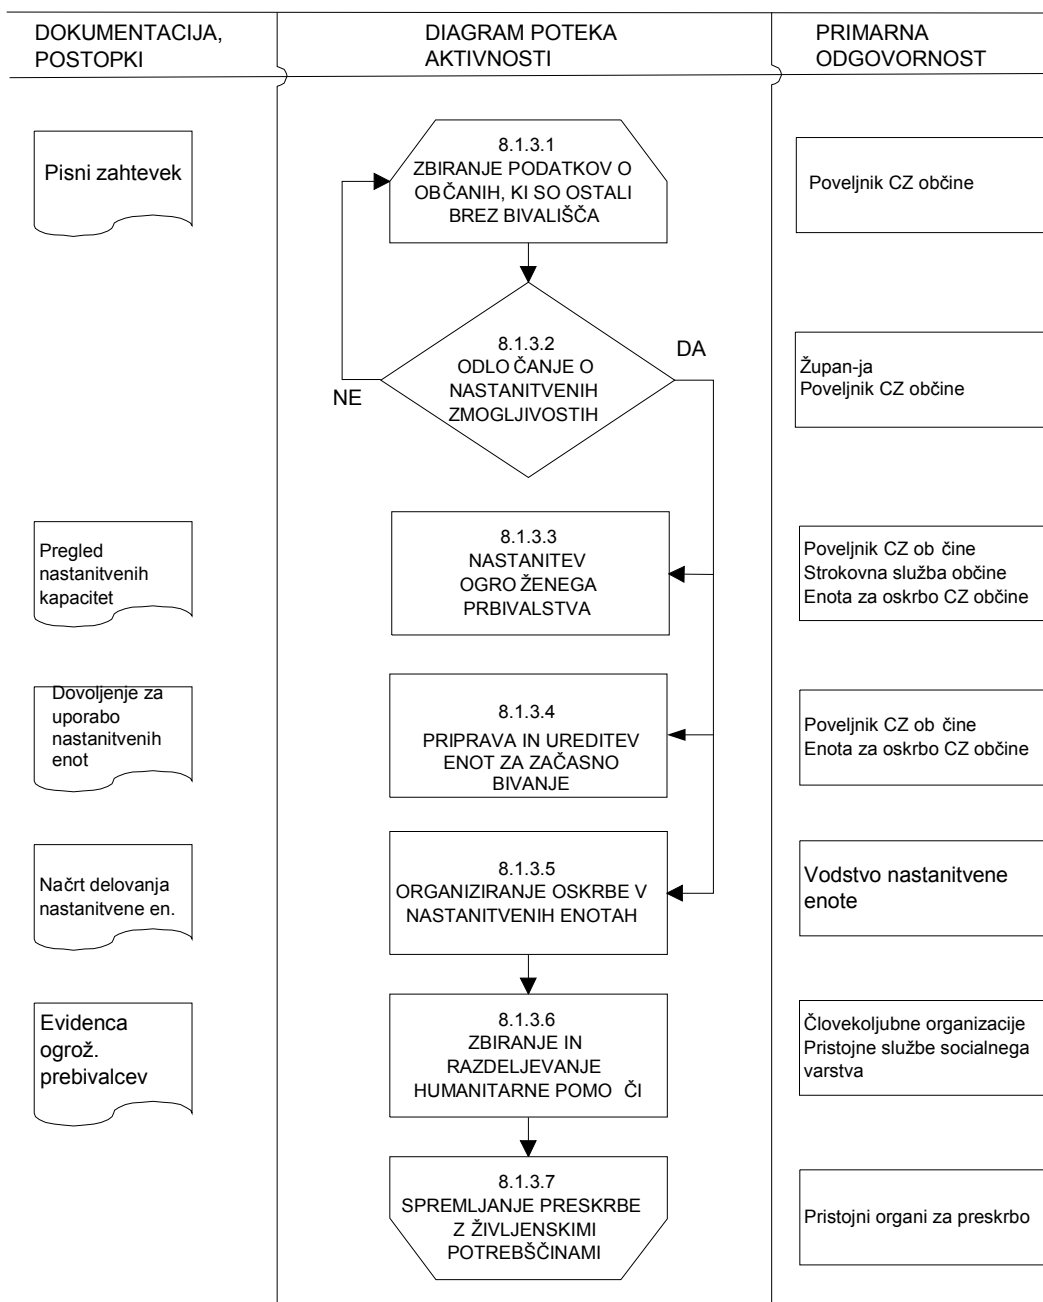 DOKUMENTACIJA,
POSTOPKI
DIAGRAM POTEKA
AKTIVNOSTI
PRIMARNA
ODGOVORNOST
Pisni zahtevek
8.1.3.1
ZBIRANJE PODATKOV O
OBČANIH, KI SO OSTALI
BREZ BIVALIŠČA
Poveljnik CZ občine
8.1.3.2
ODLO ČANJE O
NASTANITVENIH
ZMOGLJIVOSTIH
NE
DA
Župan-ja
Poveljnik CZ občine
Pregled
nastanitvenih
kapacitet
8.1.3.3
NASTANITEV
OGRO ŽENEGA
PRBIVALSTVA
Poveljnik CZ ob čine
Strokovna služba občine
Enota za oskrbo CZ občine
Dovoljenje za
uporabo
nastanitvenih
enot
8.1.3.4
PRIPRAVA IN UREDITEV
ENOT ZA ZAČASNO
BIVANJE
Poveljnik CZ ob čine
Enota za oskrbo CZ občine
Načrt delovanja
nastanitvene en.
8.1.3.5
ORGANIZIRANJE OSKRBE V
NASTANITVENIH ENOTAH
Vodstvo nastanitvene
enote
Evidenca
ogrož.
prebivalcev
8.1.3.6
ZBIRANJE IN
RAZDELJEVANJE
HUMANITARNE POMO ČI
Človekoljubne organizacije
Pristojne službe socialnega
varstva
8.1.3.7
SPREMLJANJE PRESKRBE
Z ŽIVLJENSKIMI
POTREBŠČINAMI
Pristojni organi za preskrbo